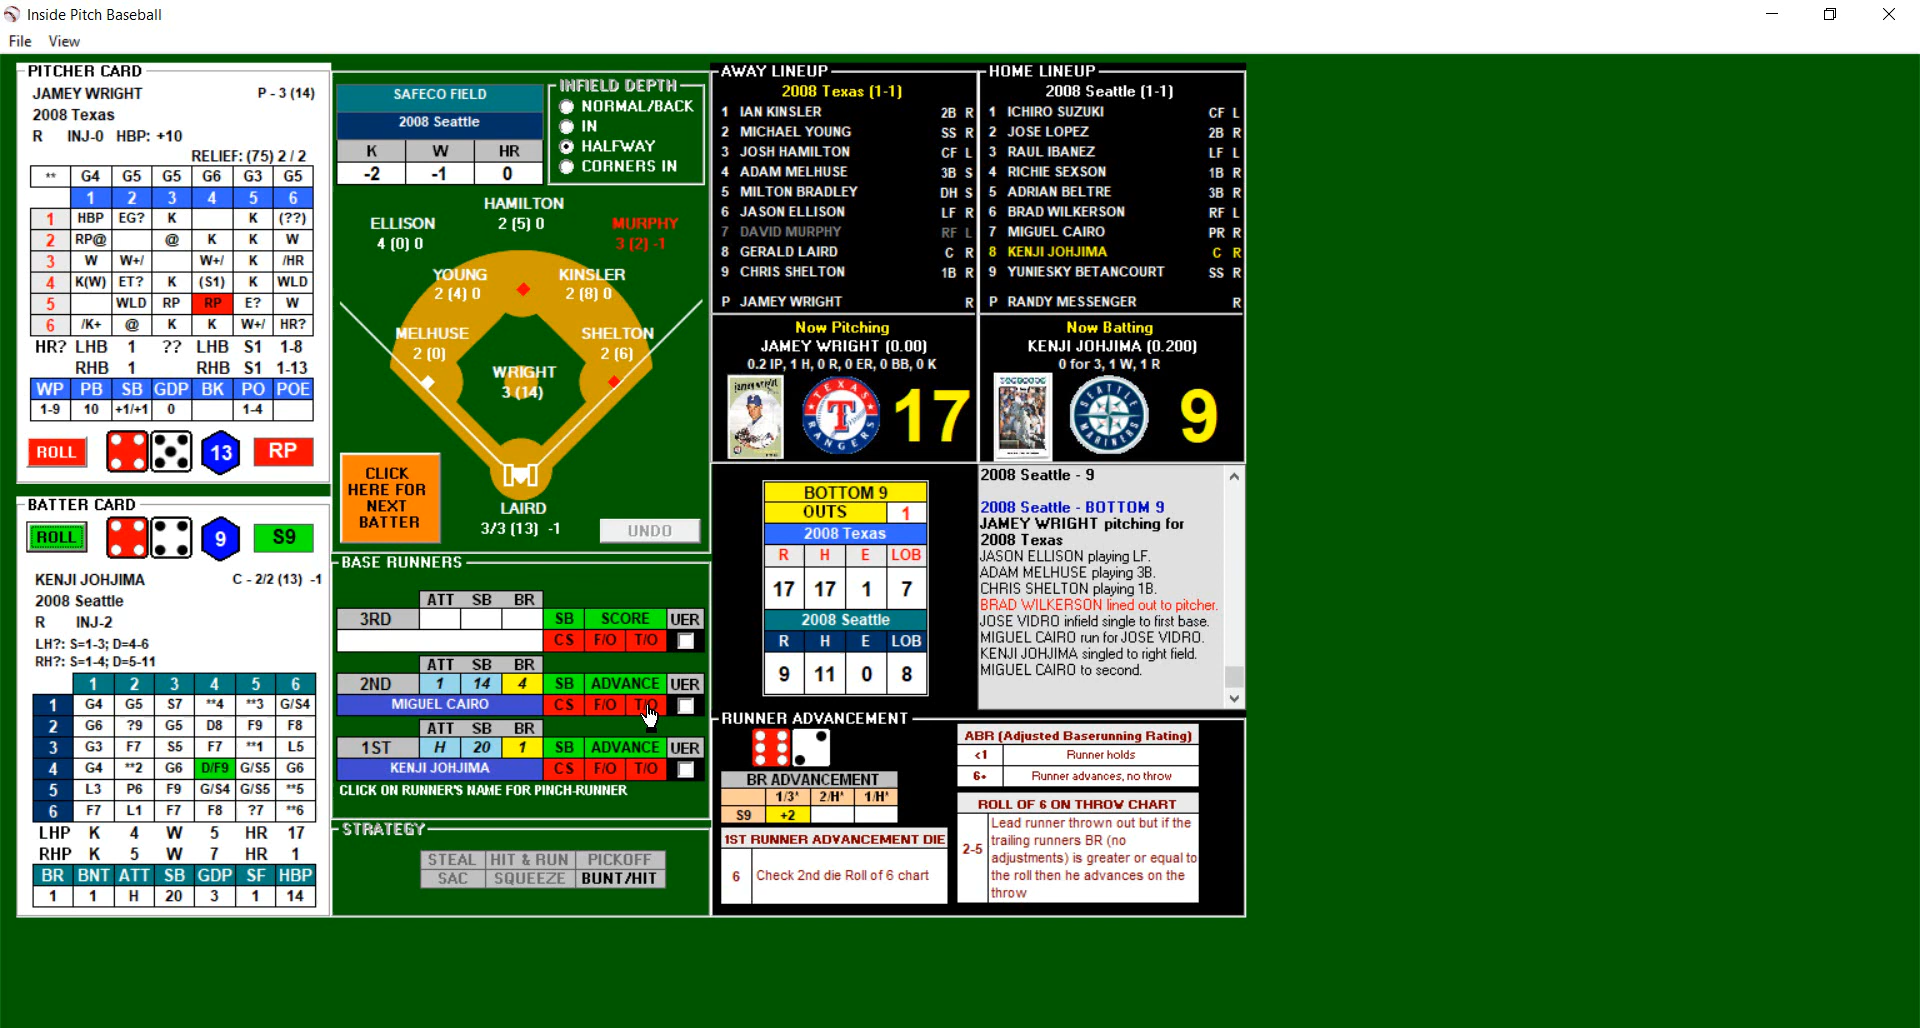 Inside Pitch Baseball
File View
PITCHER CARD
JAMEY WRIGHT P - 3 (14)
2008 Texas
R INJ-0 HBP: +10
RELIEF: (75) 2 / 2
** G4 G5 G5 G6 G3 G5
1 2 3 4 5 6
1 HBP EG? K K (??)
2 RP@ @ K K W
3 W W+/ W+/ K /HR
4 K(W) ET? K (S1) K WLD
5 WLD RP RP E? W
6 /K+ @ K K W+/ HR?
HR? LHB 1 ?? LHB S1 1-8
RHB 1 RHB S1 1-13
WP PB SB GDP BK PO POE
1-9 10 +1/+1 0 1-4
ROLL 13 RP
BATTER CARD
ROLL 9 S9
KENJI JOHJIMA C - 2/2 (13) -1
2008 Seattle
R INJ-2
LH?: S=1-3; D=4-6
RH?: S=1-4; D=5-11
1 2 3 4 5 6
1 G4 G5 S7 **4 **3 G/S4
2 G6 ?9 G5 D8 F9 F8
3 G3 F7 S5 F7 **1 L5
4 G4 **2 G6 D/F9 G/S5 G6
5 L3 P6 F9 G/S4 G/S5 **5
6 F7 L1 F7 F8 ?7 **6
LHP K 4 W 5 HR 17
RHP K 5 W 7 HR 1
BR BNT ATT SB GDP SF HBP
1 1 H 20 3 1 14
SAFECO FIELD
2008 Seattle
K W HR
-2 -1 0
INFIELD DEPTH
NORMAL/BACK
IN
HALFWAY
CORNERS IN
HAMILTON
2 (5) 0
ELLISON
4 (0) 0
MURPHY
3 (2) -1
YOUNG
2 (4) 0
KINSLER
2 (8) 0
MELHUSE
2 (0)
SHELTON
2 (6)
WRIGHT
3 (14)
CLICK
HERE FOR
NEXT
BATTER
LAIRD
3/3 (13) -1
UNDO
BASE RUNNERS
ATT SB BR
3RD SB SCORE UER
CS F/O T/O
ATT SB BR
2ND 1 14 4 SB ADVANCE UER
MIGUEL CAIRO CS F/O T/O
ATT SB BR
1ST H 20 1 SB ADVANCE UER
KENJI JOHJIMA CS F/O T/O
CLICK ON RUNNER'S NAME FOR PINCH-RUNNER
STRATEGY
STEAL HIT & RUN PICKOFF
SAC SQUEEZE BUNT/HIT
AWAY LINEUP
2008 Texas (1-1)
1 IAN KINSLER 2B R
2 MICHAEL YOUNG SS R
3 JOSH HAMILTON CF L
4 ADAM MELHUSE 3B S
5 MILTON BRADLEY DH S
6 JASON ELLISON LF R
7 DAVID MURPHY RF L
8 GERALD LAIRD C R
9 CHRIS SHELTON 1B R
P JAMEY WRIGHT R
HOME LINEUP
2008 Seattle (1-1)
1 ICHIRO SUZUKI CF L
2 JOSE LOPEZ 2B R
3 RAUL IBANEZ LF L
4 RICHIE SEXSON 1B R
5 ADRIAN BELTRE 3B R
6 BRAD WILKERSON RF L
7 MIGUEL CAIRO PR R
8 KENJI JOHJIMA C R
9 YUNIESKY BETANCOURT SS R
P RANDY MESSENGER R
Now Pitching
JAMEY WRIGHT (0.00)
0.2 IP, 1 H, 0 R, 0 ER, 0 BB, 0 K
TEXAS
T
RANGERS
17
Now Batting
KENJI JOHJIMA (0.200)
0 for 3, 1 W, 1 R
SEATTLE
MARINERS
9
BOTTOM 9
OUTS 1
2008 Texas
R H E LOB
17 17 1 7
2008 Seattle
R H E LOB
9 11 0 8
2008 Seattle - 9
2008 Seattle - BOTTOM 9
JAMEY WRIGHT pitching for
2008 Texas
JASON ELLISON playing LF.
ADAM MELHUSE playing 3B.
CHRIS SHELTON playing 1B.
BRAD WILKERSON lined out to pitcher.
JOSE VIDRO infield single to first base.
MIGUEL CAIRO run for JOSE VIDRO.
KENJI JOHJIMA singled to right field.
MIGUEL CAIRO to second.
RUNNER ADVANCEMENT
BR ADVANCEMENT
1/3* 2/H* 1/H*
S9 +2
1ST RUNNER ADVANCEMENT DIE
6 Check 2nd die Roll of 6 chart
ABR (Adjusted Baserunning Rating)
<1 Runner holds
6+ Runner advances, no throw
ROLL OF 6 ON THROW CHART
2-5 Lead runner thrown out but if the
trailing runners BR (no
adjustments) is greater or equal to
the roll then he advances on the
throw